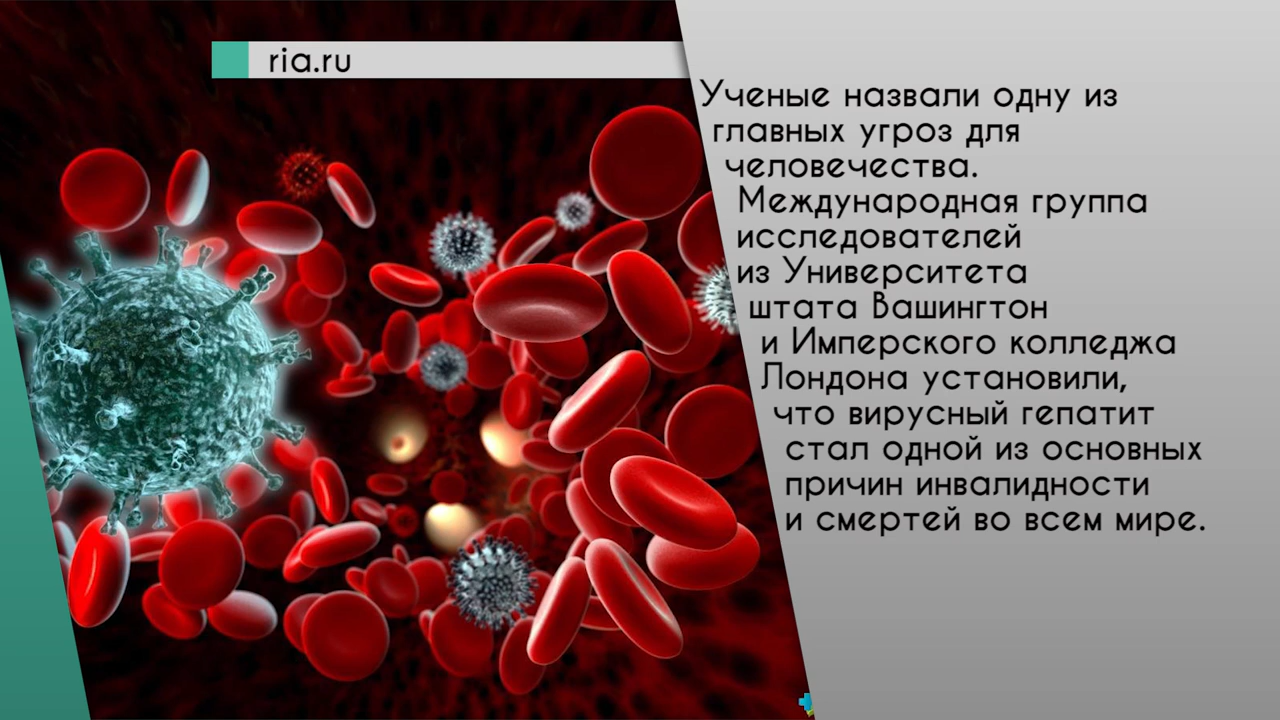 ria.ru
Ученые назвали одну из
главных угроз для
человечества.
Международная группа
исследователей
из Университета
штата Вашингтон
и Имперского колледжа
Лондона установили,
что вирусный гепатит
стал одной из основных
причин инвалидности
и смертей во всем мире.